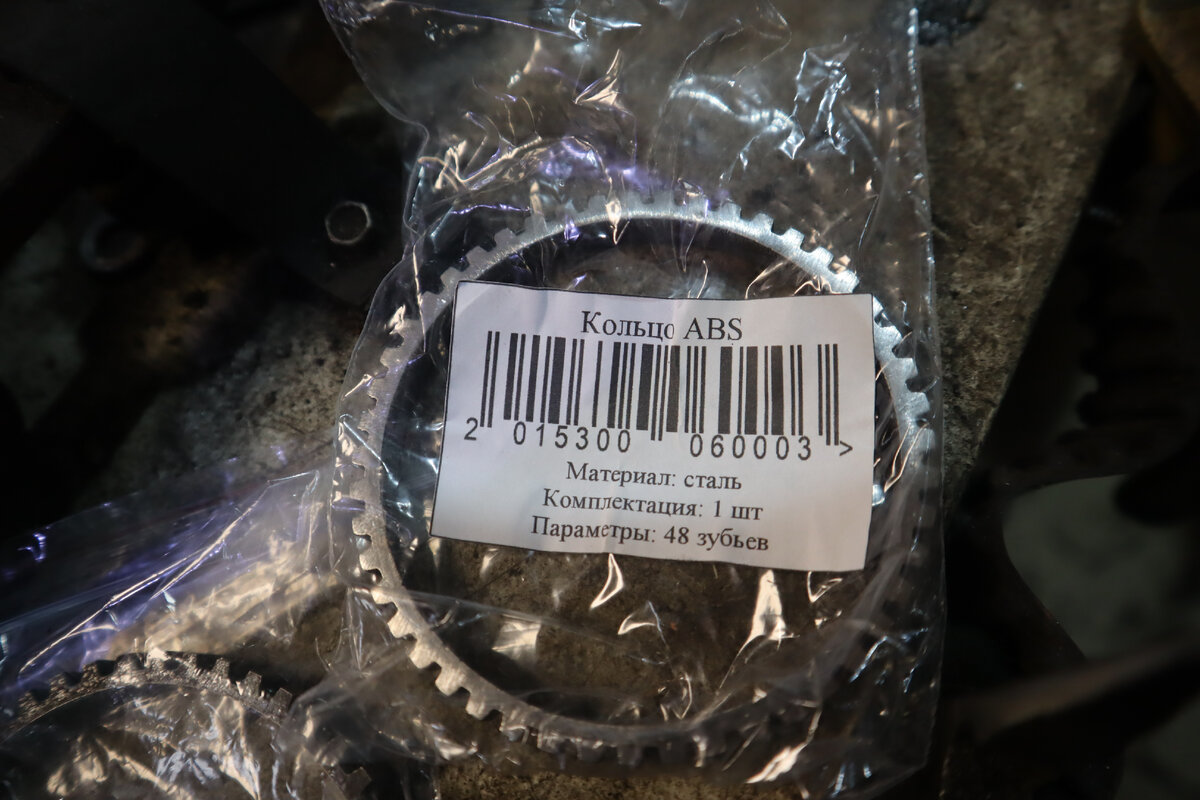 Кольцо ABS
2 015300 060003 >
Материал: сталь
Комплектация: 1 шт
Параметры: 48 зубьев